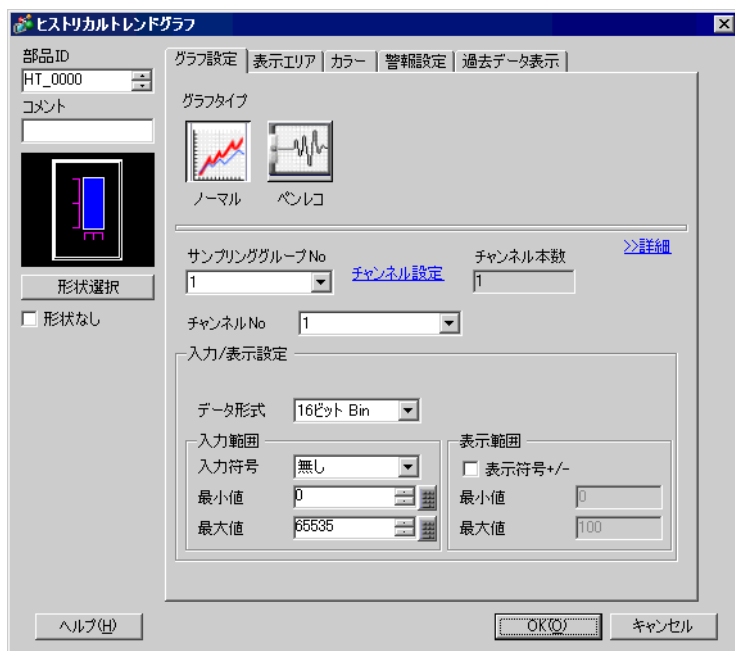 ヒストリカルトレンドグラフ
部品ID
HT_0000
コメント
形状選択
形状なし
グラフ設定 表示エリア カラー 警報設定 過去データ表示
グラフタイプ
ノーマル ペンレコ
>>詳細
サンプリンググループNo チャンネル設定 チャンネル本数
1 1
チャンネルNo 1
入力/表示設定
データ形式 16ビット Bin
入力範囲
入力符号 無し
最小値 0
最大値 65535
表示範囲
表示符号+/-
最小値 0
最大値 100
ヘルプ(H) OK(O) キャンセル